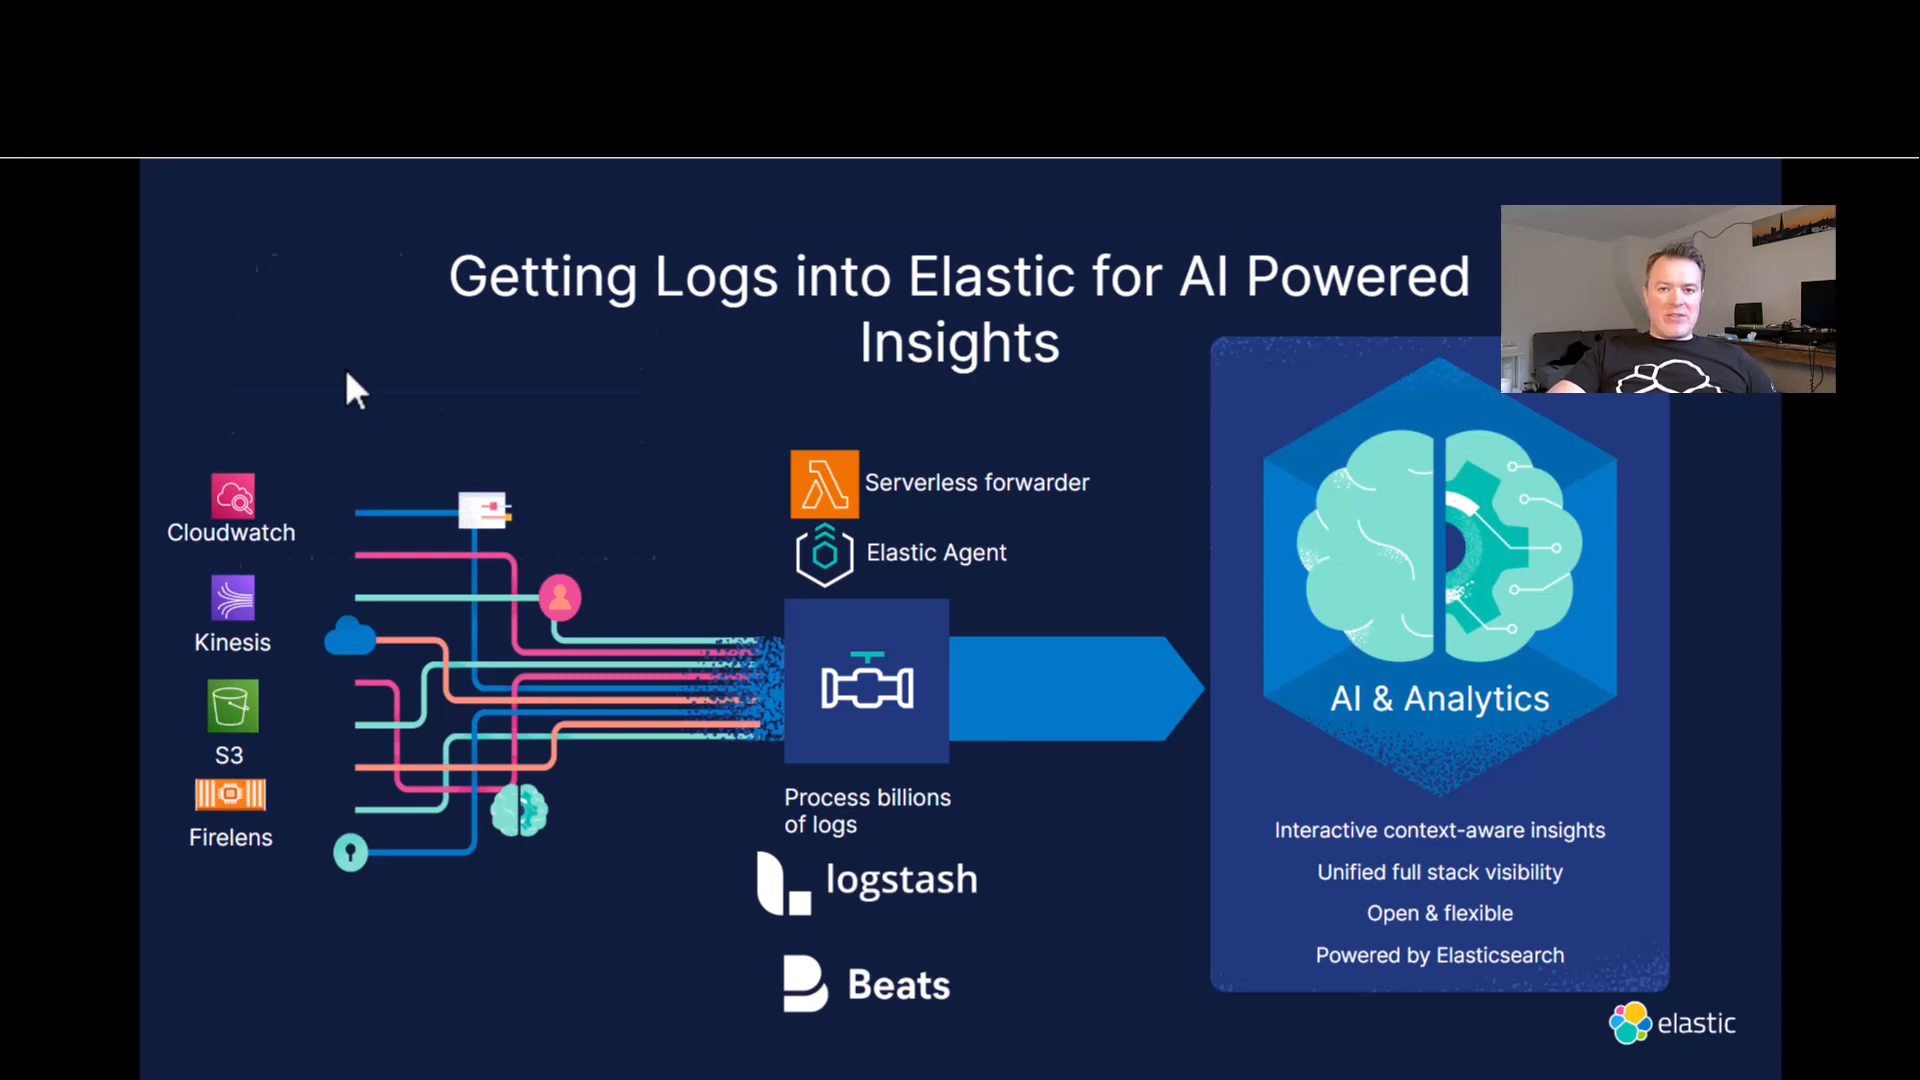 Getting Logs into Elastic for AI Powered
Insights
Cloudwatch
Kinesis
S3
Firelens
Serverless forwarder
Elastic Agent
Process billions
of logs
logstash
Beats
AI & Analytics
Interactive context-aware insights
Unified full stack visibility
Open & flexible
Powered by Elasticsearch
elastic